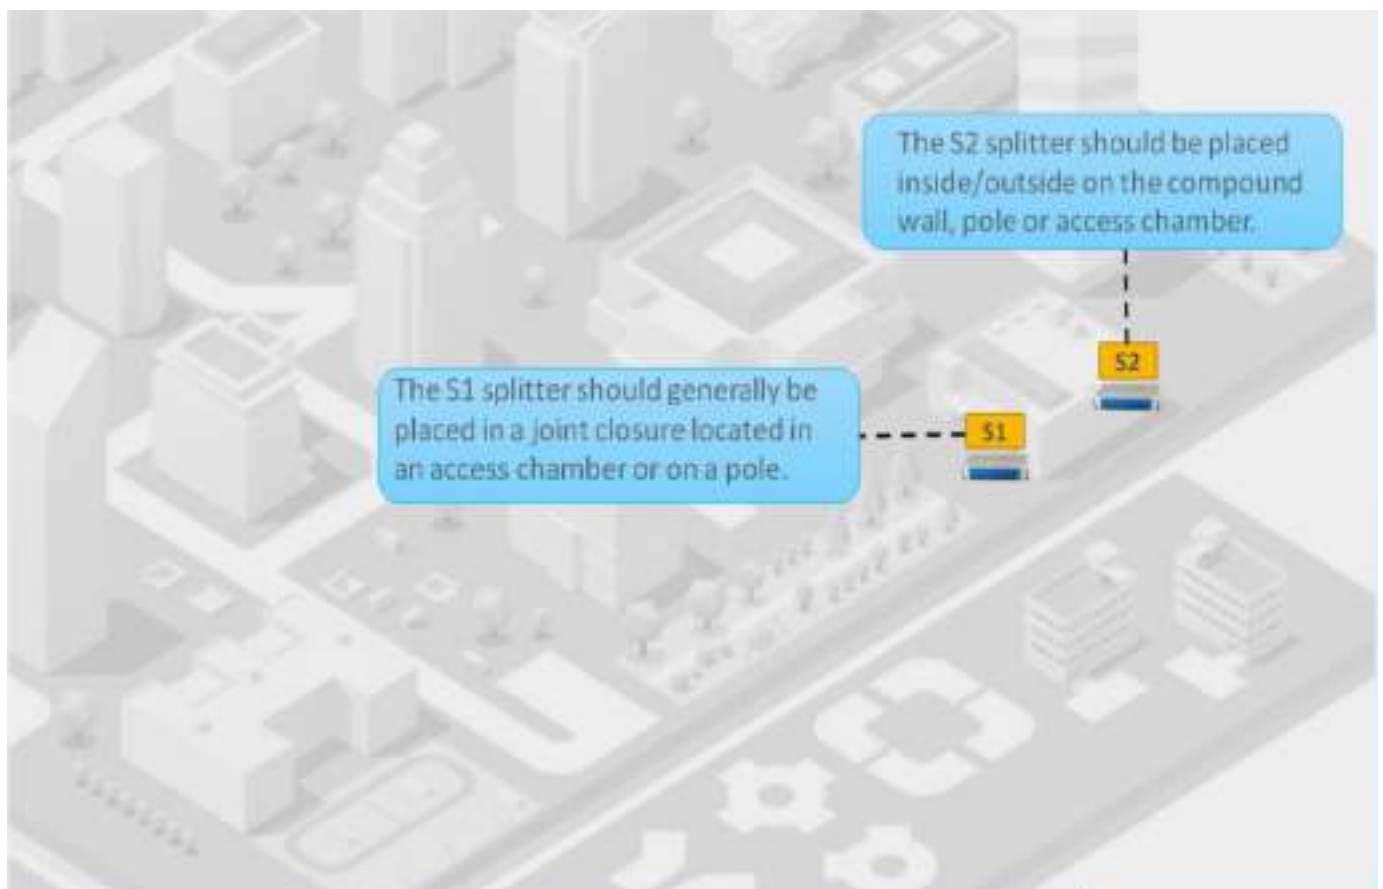 The S2 splitter should be placed
inside/outside on the compound
wall, pole or access chamber.
S2
The S1 splitter should generally be
placed in a joint closure located in
an access chamber or on a pole.
S1